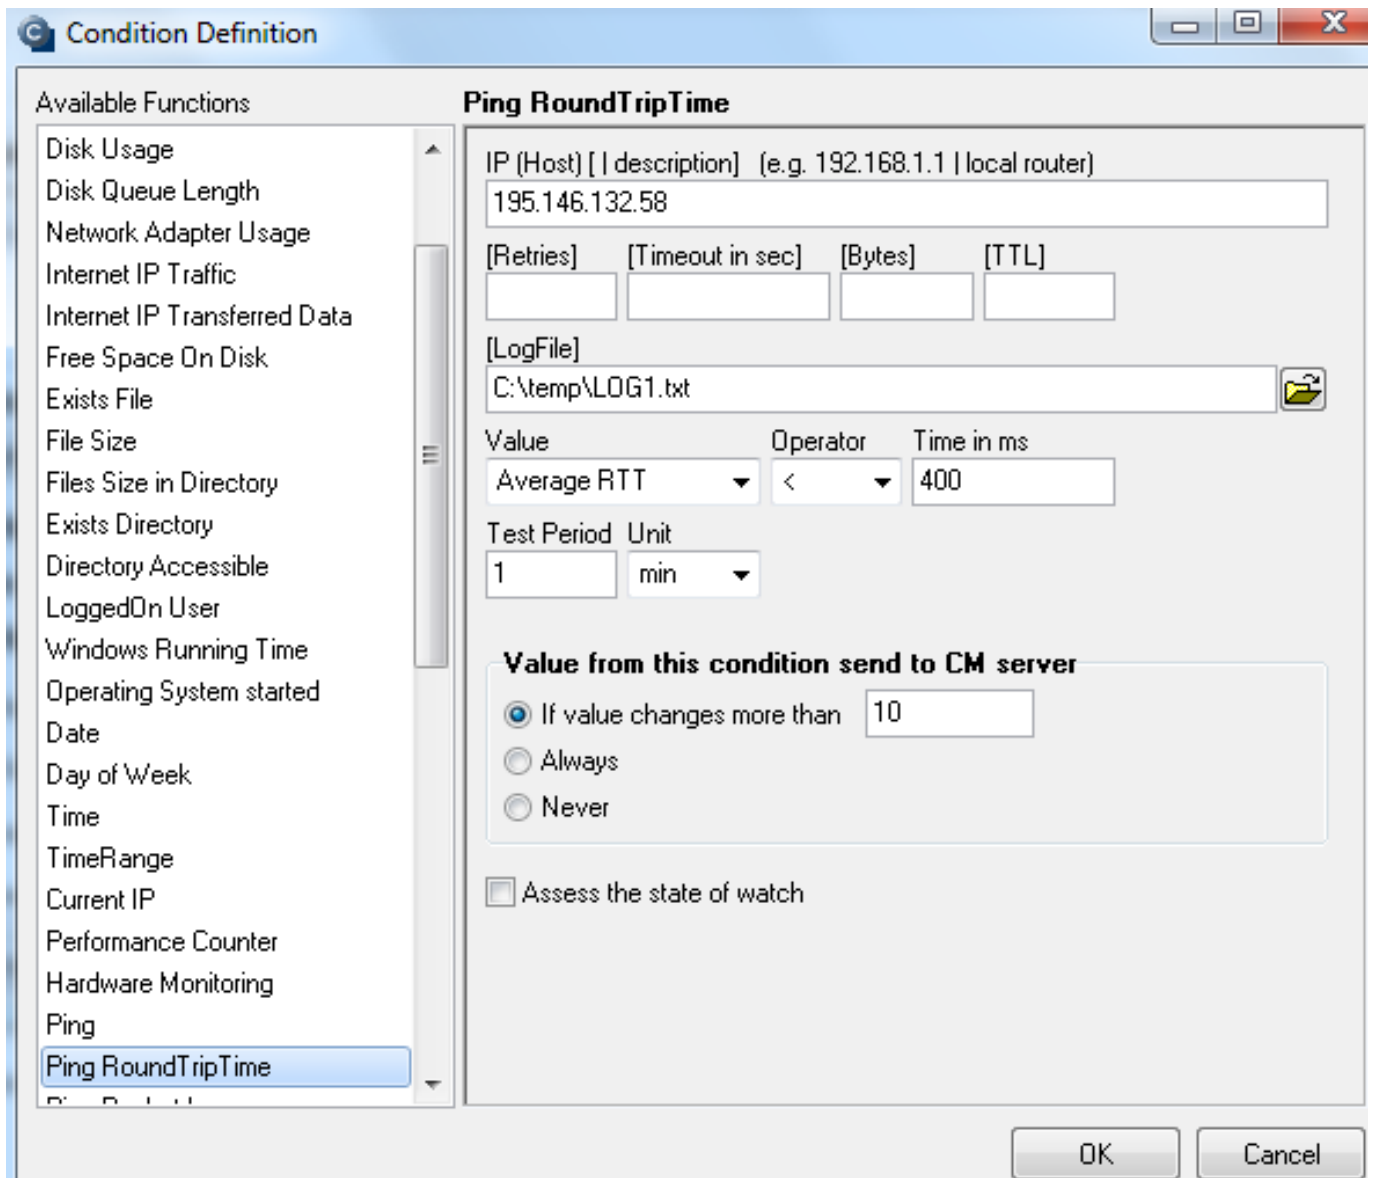 Condition Definition
Available Functions
Disk Usage
Disk Queue Length
Network Adapter Usage
Internet IP Traffic
Internet IP Transferred Data
Free Space On Disk
Exists File
File Size
Files Size in Directory
Exists Directory
Directory Accessible
LoggedOn User
Windows Running Time
Operating System started
Date
Day of Week
Time
TimeRange
Current IP
Performance Counter
Hardware Monitoring
Ping
Ping RoundTripTime
Ping RoundTripTime
IP (Host) [ | description]   (e.g. 192.168.1.1 | local router)
195.146.132.58
[Retries] [Timeout in sec] [Bytes] [TTL]
[LogFile]
C:\temp\LOG1.txt
Value Operator Time in ms
Average RTT < 400
Test Period Unit
1 min
Value from this condition send to CM server
If value changes more than 10
Always
Never
Assess the state of watch
OK Cancel